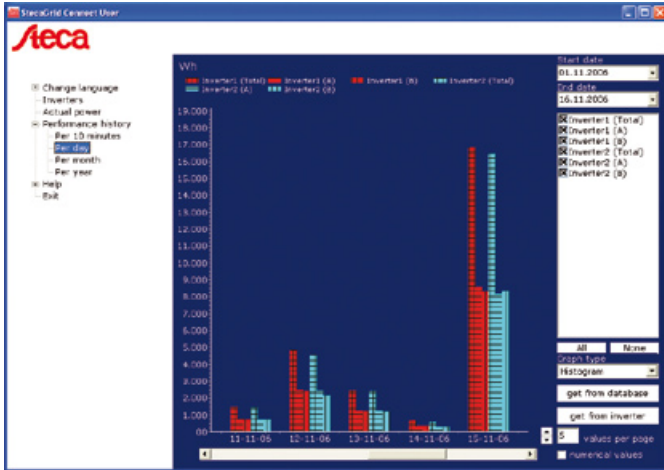 StecaGrid Connect User
Steca
Change language
Inverters
Actual power
Performance history
Per 10 minutes
Per day
Per month
Per year
Help
Exit
Wh
Inverter1 (Total) Inverter1 (A) Inverter1 (B) Inverter2 (Total)
Inverter2 (A) Inverter2 (B)
19.000
18.000
17.000
16.000
15.000
14.000
13.000
12.000
11.000
10.000
9.000
8.000
7.000
6.000
5.000
4.000
3.000
2.000
1.000
00
11-11-06 12-11-06 13-11-06 14-11-06 15-11-06
Start date
01.11.2006
End date
16.11.2006
Inverter1 (Total)
Inverter1 (A)
Inverter1 (B)
Inverter2 (Total)
Inverter2 (A)
Inverter2 (B)
All None
Graph type
Histogram
get from database
get from inverter
5 values per page
numerical values